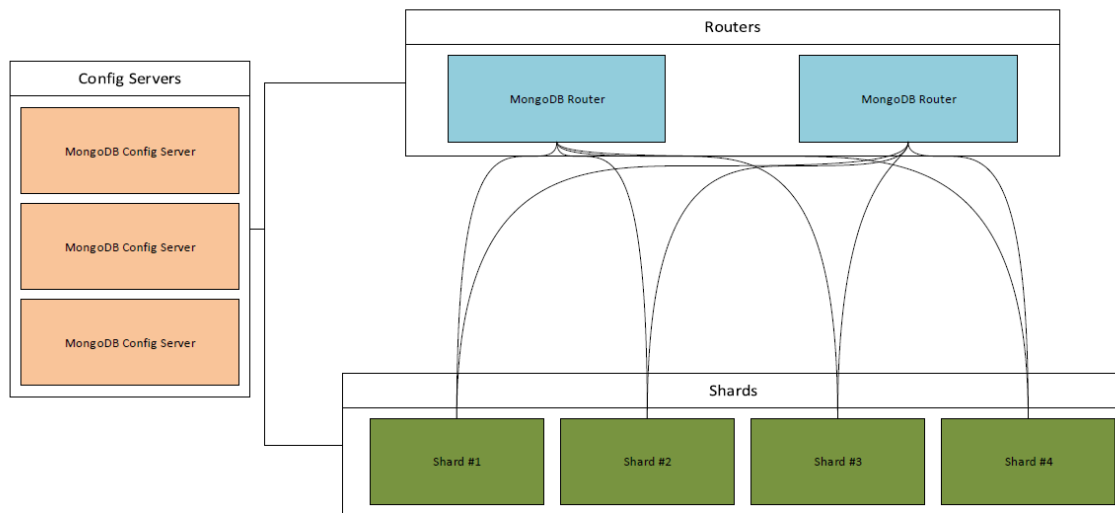 Routers
MongoDB Router
MongoDB Router
Config Servers
MongoDB Config Server
MongoDB Config Server
MongoDB Config Server
Shards
Shard #1
Shard #2
Shard #3
Shard #4